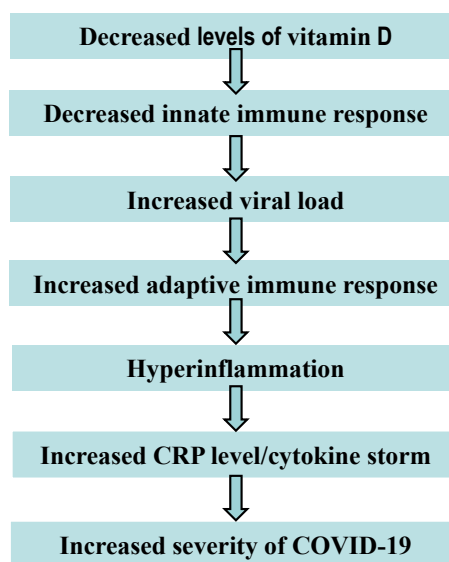 Decreased levels of vitamin D
Decreased innate immune response
Increased viral load
Increased adaptive immune response
Hyperinflammation
Increased CRP level/cytokine storm
Increased severity of COVID-19